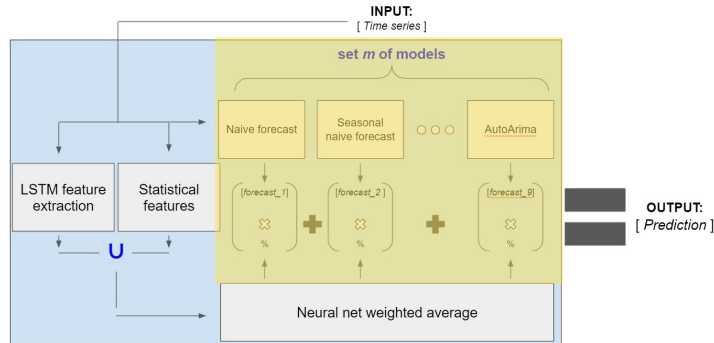 INPUT:
[ Time series ]
set m of models
Naive forecast
Seasonal
naive forecast
AutoArima
LSTM feature
extraction
Statistical
features
[forecast_1]
[forecast_2 ]
[forecast_9]
%
%
%
U
OUTPUT:
[ Prediction ]
Neural net weighted average